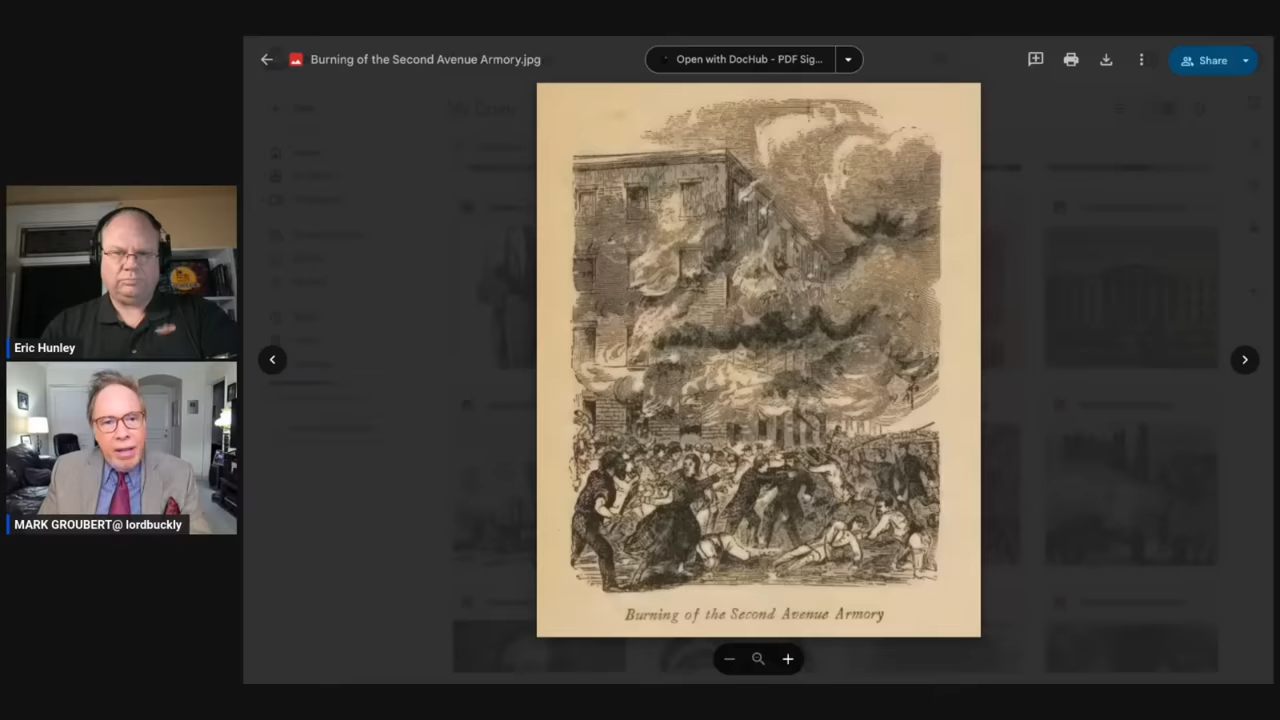 Burning of the Second Avenue Armory.jpg
Open with DocHub - PDF Sig...
Share
Eric Hunley
MARK GROUBERT@ lordbuckly
Burning of the Second Avenue Armory